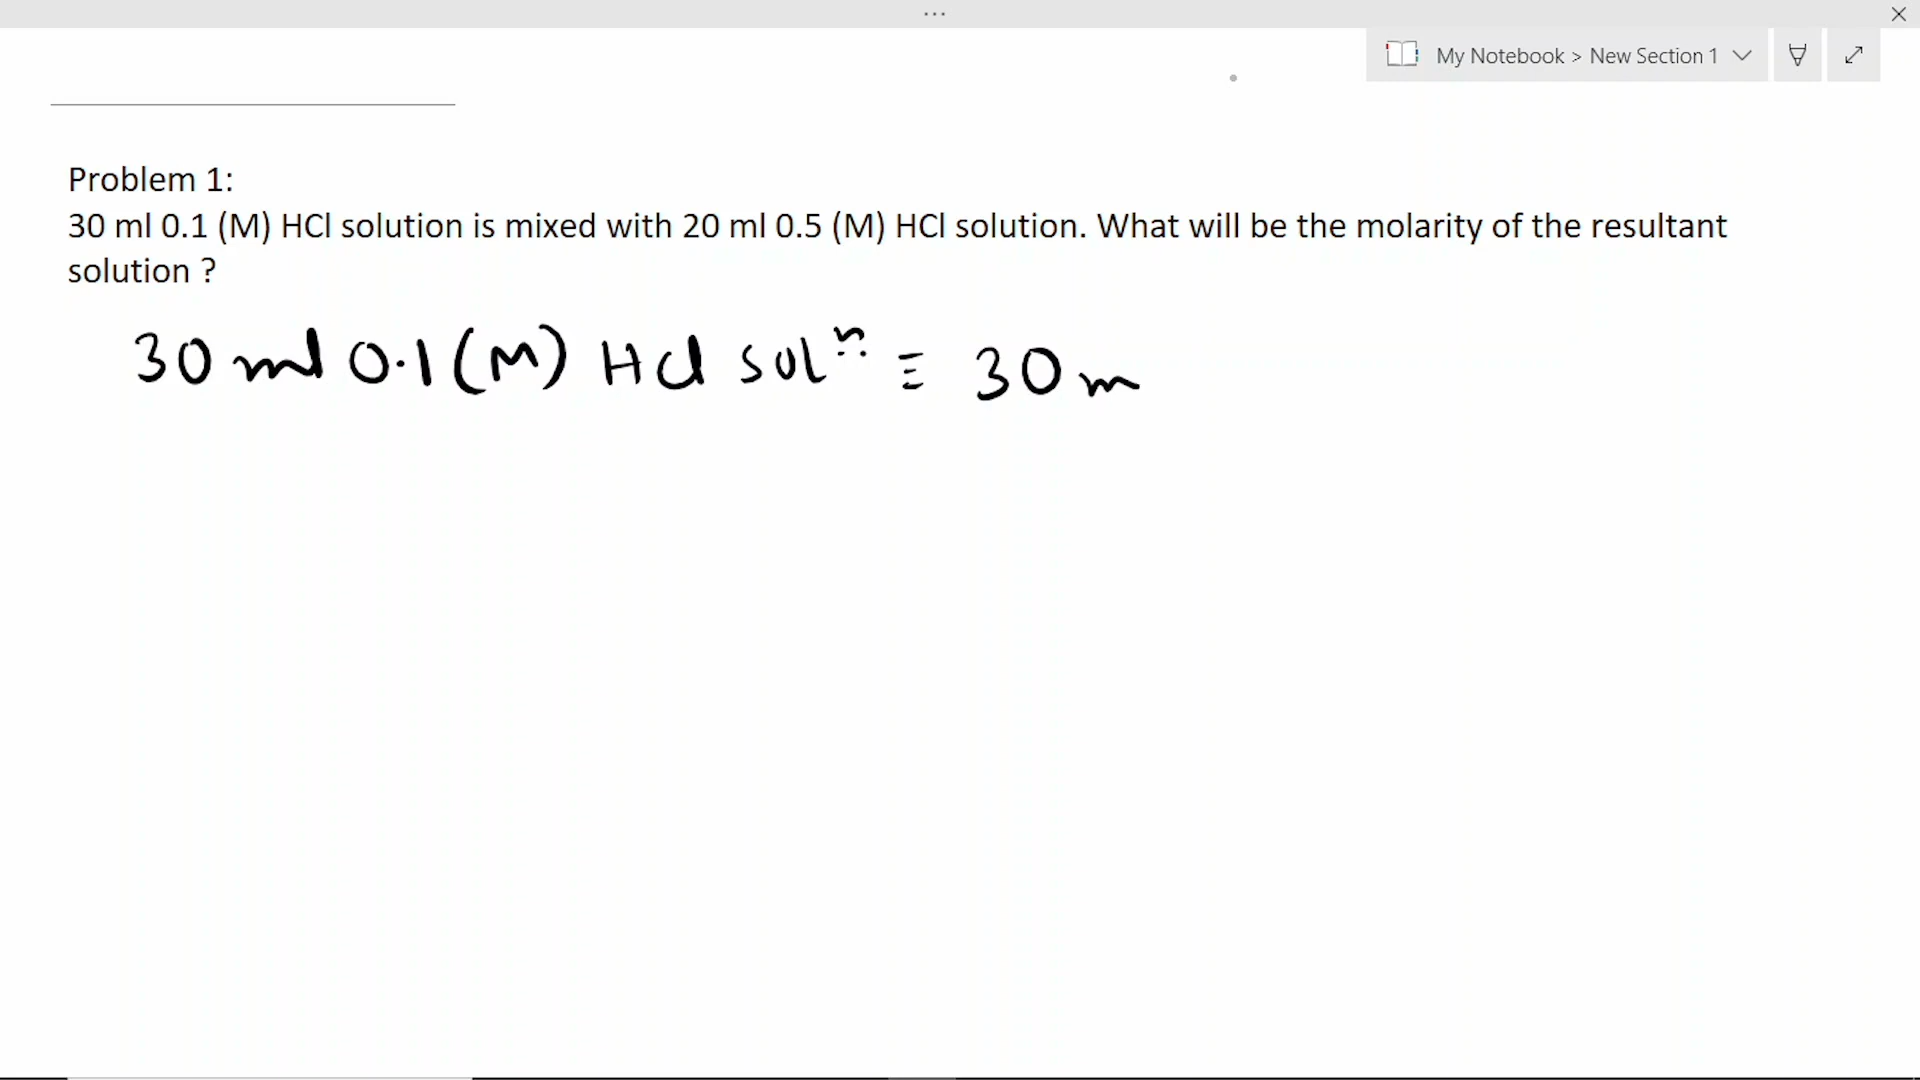 ...
My Notebook > New Section 1
Problem 1:
30 ml 0.1 (M) HCl solution is mixed with 20 ml 0.5 (M) HCl solution. What will be the molarity of the resultant
solution ?
30 ml 0.1 (M) HCl solⁿ ≡ 30 m